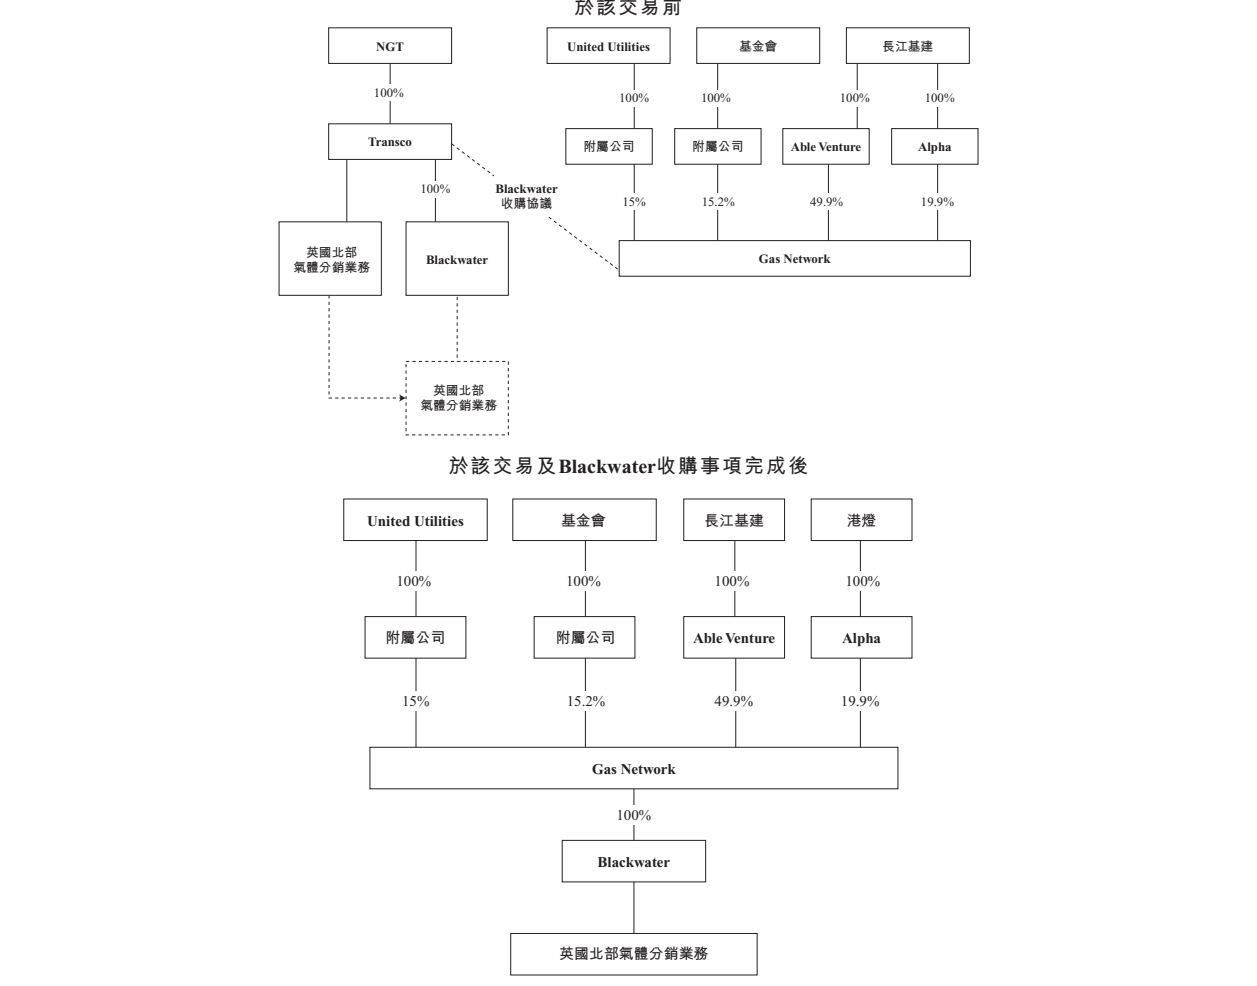 於該交易前
NGT
United Utilities
基金會
長江基建
100%
100%
100%
100%
100%
Transco
附屬公司
附屬公司
Able Venture
Alpha
100%
Blackwater
收購協議
15%
15.2%
49.9%
19.9%
英國北部
氣體分銷業務
Blackwater
Gas Network
英國北部
氣體分銷業務
於該交易及Blackwater收購事項完成後
United Utilities
基金會
長江基建
港燈
100%
100%
100%
100%
附屬公司
附屬公司
Able Venture
Alpha
15%
15.2%
49.9%
19.9%
Gas Network
100%
Blackwater
英國北部氣體分銷業務